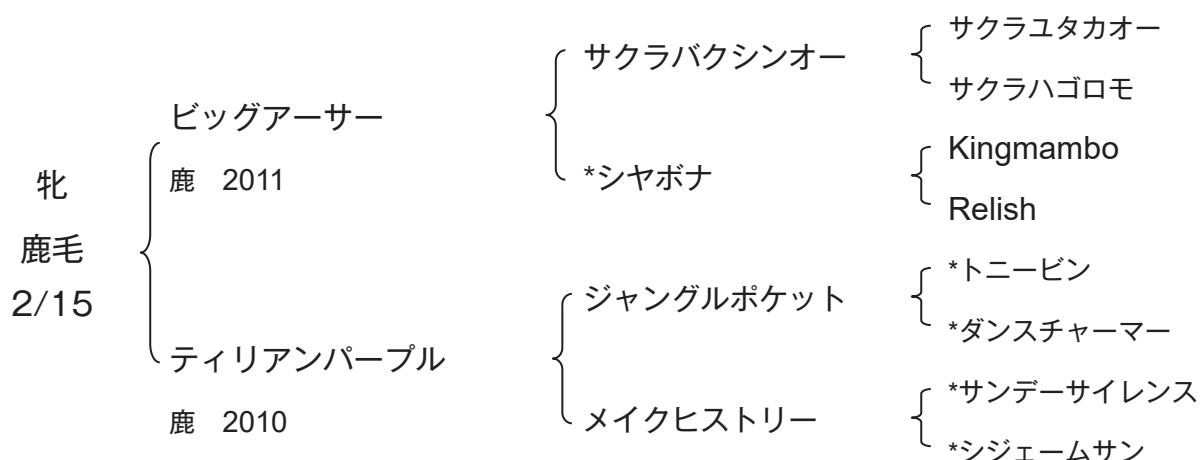 牝
鹿毛
2/15
ビッグアーサー
鹿 2011
ティリアンパープル
鹿 2010
サクラバクシンオー
*シヤボナ
ジャングルポケット
メイクヒストリー
サクラユタカオー
サクラハゴロモ
Kingmambo
Relish
*トニービン
*ダンスチャーマー
*サンデーサイレンス
*シジェームサン